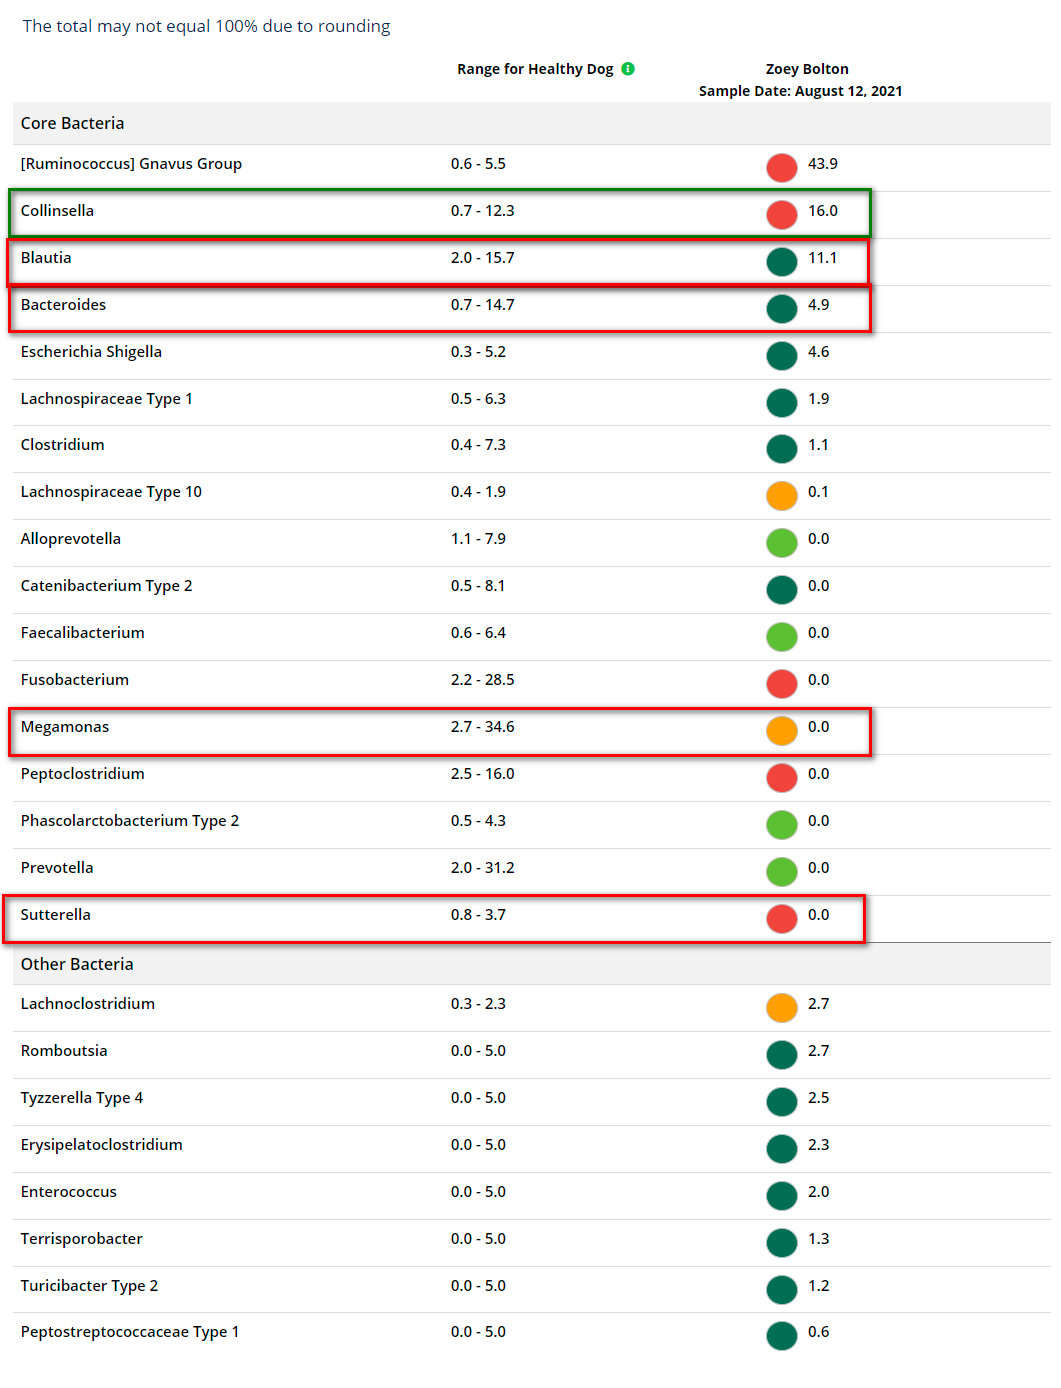 The total may not equal 100% due to rounding
Range for Healthy Dog Zoey Bolton
Sample Date: August 12, 2021
Core Bacteria
[Ruminococcus] Gnavus Group 0.6 - 5.5 43.9
Collinsella 0.7 - 12.3 16.0
Blautia 2.0 - 15.7 11.1
Bacteroides 0.7 - 14.7 4.9
Escherichia Shigella 0.3 - 5.2 4.6
Lachnospiraceae Type 1 0.5 - 6.3 1.9
Clostridium 0.4 - 7.3 1.1
Lachnospiraceae Type 10 0.4 - 1.9 0.1
Alloprevotella 1.1 - 7.9 0.0
Catenibacterium Type 2 0.5 - 8.1 0.0
Faecalibacterium 0.6 - 6.4 0.0
Fusobacterium 2.2 - 28.5 0.0
Megamonas 2.7 - 34.6 0.0
Peptoclostridium 2.5 - 16.0 0.0
Phascolarctobacterium Type 2 0.5 - 4.3 0.0
Prevotella 2.0 - 31.2 0.0
Sutterella 0.8 - 3.7 0.0
Other Bacteria
Lachnoclostridium 0.3 - 2.3 2.7
Romboutsia 0.0 - 5.0 2.7
Tyzzerella Type 4 0.0 - 5.0 2.5
Erysipelatoclostridium 0.0 - 5.0 2.3
Enterococcus 0.0 - 5.0 2.0
Terrisporobacter 0.0 - 5.0 1.3
Turicibacter Type 2 0.0 - 5.0 1.2
Peptostreptococcaceae Type 1 0.0 - 5.0 0.6